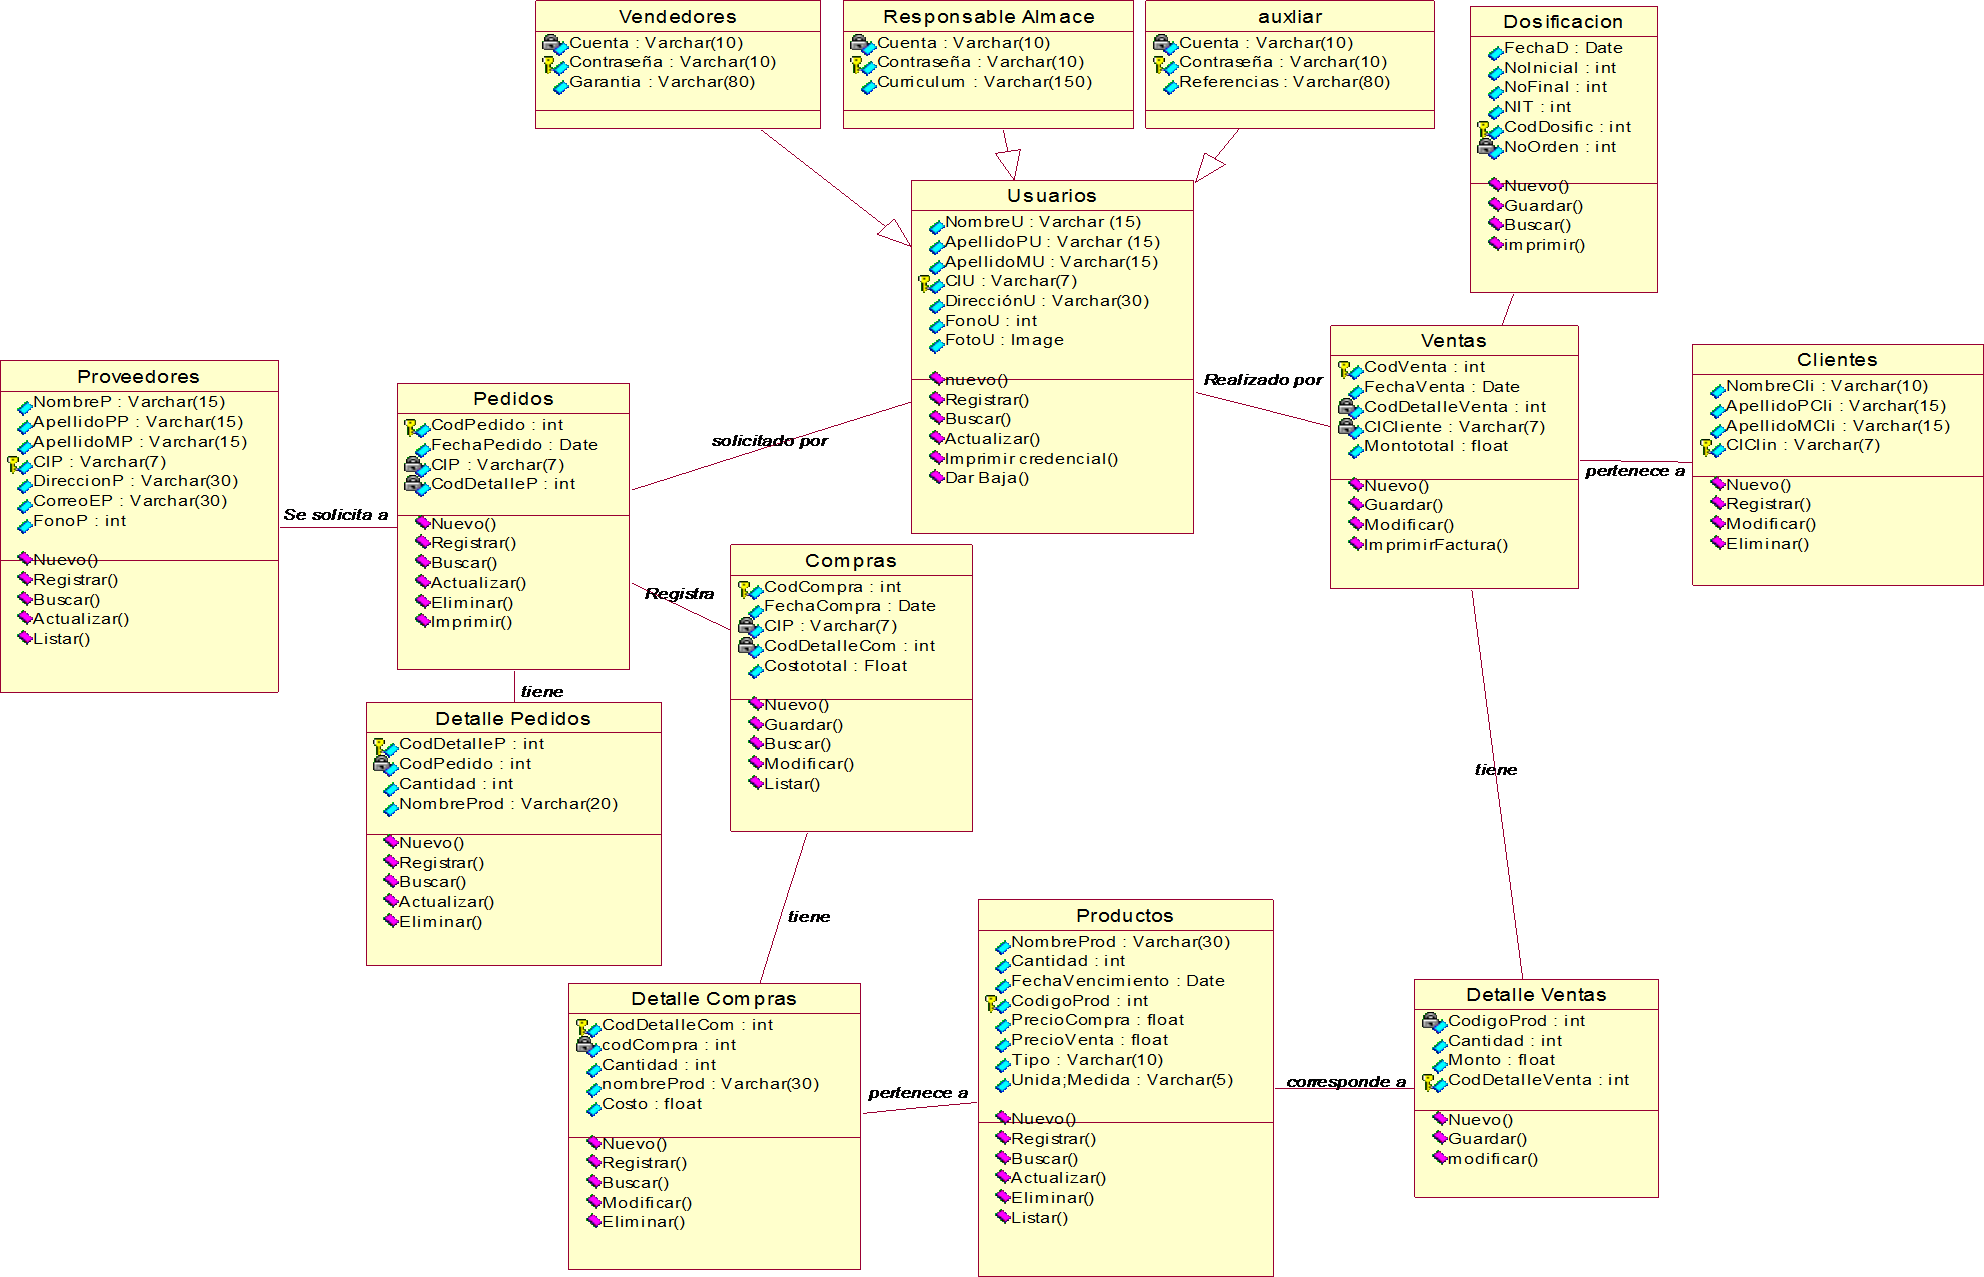 Vendedores
Cuenta : Varchar(10)
Contraseña : Varchar(10)
Garantia : Varchar(80)
Responsable Almace
Cuenta : Varchar(10)
Contraseña : Varchar(10)
Curriculum : Varchar(150)
auxliar
Cuenta : Varchar(10)
Contraseña : Varchar(10)
Referencias : Varchar(80)
Dosificacion
FechaD : Date
NoInicial : int
NoFinal : int
NIT : int
CodDosific : int
NoOrden : int
Nuevo()
Guardar()
Buscar()
imprimir()
Usuarios
NombreU : Varchar (15)
ApellidoPU : Varchar (15)
ApellidoMU : Varchar(15)
CIU : Varchar(7)
DirecciónU : Varchar(30)
FonoU : int
FotoU : Image
nuevo()
Registrar()
Buscar()
Actualizar()
Imprimir credencial()
Dar Baja()
Realizado por
Ventas
CodVenta : int
FechaVenta : Date
CodDetalleVenta : int
CICliente : Varchar(7)
Montototal : float
Nuevo()
Guardar()
Modificar()
ImprimirFactura()
pertenece a
Clientes
NombreCli : Varchar(10)
ApellidoPCli : Varchar(15)
ApellidoMCli : Varchar(15)
CIClin : Varchar(7)
Nuevo()
Registrar()
Modificar()
Eliminar()
Proveedores
NombreP : Varchar(15)
ApellidoPP : Varchar(15)
ApellidoMP : Varchar(15)
CIP : Varchar(7)
DireccionP : Varchar(30)
CorreoEP : Varchar(30)
FonoP : int
Nuevo()
Registrar()
Buscar()
Actualizar()
Listar()
Se solicita a
Pedidos
CodPedido : int
FechaPedido : Date
CIP : Varchar(7)
CodDetalleP : int
Nuevo()
Registrar()
Buscar()
Actualizar()
Eliminar()
Imprimir()
solicitado por
Registra
tiene
Compras
CodCompra : int
FechaCompra : Date
CIP : Varchar(7)
CodDetalleCom : int
Costototal : Float
Nuevo()
Guardar()
Buscar()
Modificar()
Listar()
Detalle Pedidos
CodDetalleP : int
CodPedido : int
Cantidad : int
NombreProd : Varchar(20)
Nuevo()
Registrar()
Buscar()
Actualizar()
Eliminar()
tiene
tiene
Detalle Compras
CodDetalleCom : int
codCompra : int
Cantidad : int
nombreProd : Varchar(30)
Costo : float
Nuevo()
Registrar()
Buscar()
Modificar()
Eliminar()
pertenece a
Productos
NombreProd : Varchar(30)
Cantidad : int
FechaVencimiento : Date
CodigoProd : int
PrecioCompra : float
PrecioVenta : float
Tipo : Varchar(10)
Unida;Medida : Varchar(5)
Nuevo()
Registrar()
Buscar()
Actualizar()
Eliminar()
Listar()
corresponde a
Detalle Ventas
CodigoProd : int
Cantidad : int
Monto : float
CodDetalleVenta : int
Nuevo()
Guardar()
modificar()